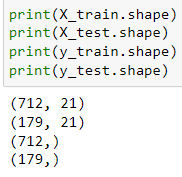 print(X_train.shape)
print(X_test.shape)
print(y_train.shape)
print(y_test.shape)
(712, 21)
(179, 21)
(712,)
(179,)